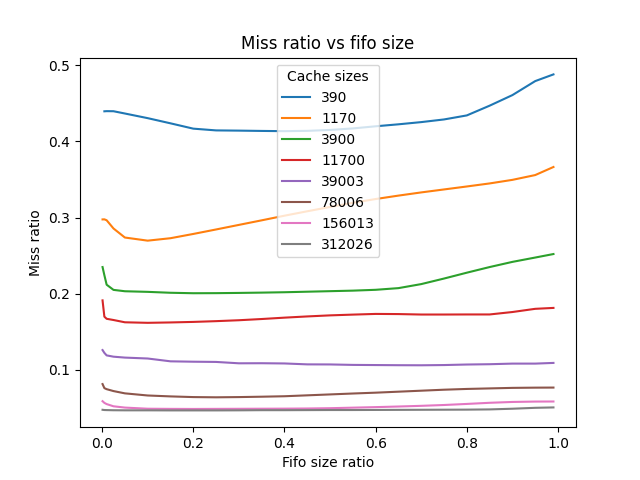 Miss ratio vs fifo size
Cache sizes
390
1170
3900
11700
39003
78006
156013
312026
Miss ratio
0.5
0.4
0.3
0.2
0.1
0.0 0.2 0.4 0.6 0.8 1.0
Fifo size ratio